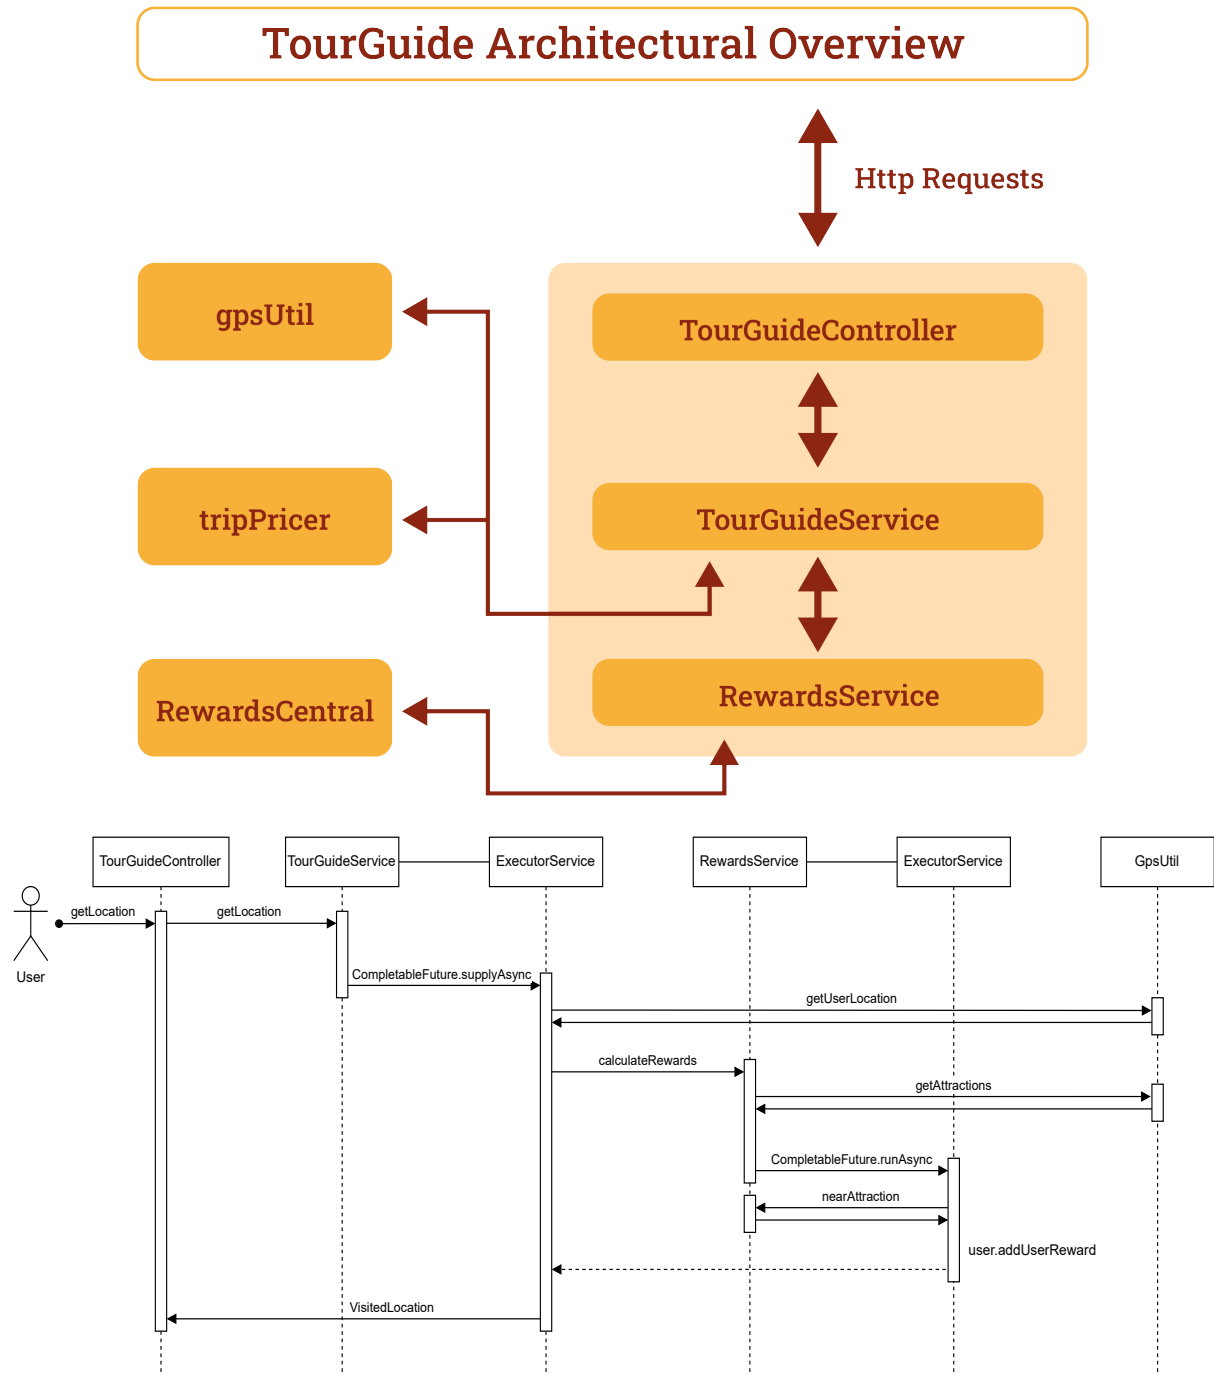 TourGuide Architectural Overview
Http Requests
gpsUtil
TourGuideController
tripPricer
TourGuideService
RewardsCentral
RewardsService
TourGuideController
TourGuideService
ExecutorService
RewardsService
ExecutorService
GpsUtil
getLocation
getLocation
User
CompletableFuture.supplyAsync
getUserLocation
calculateRewards
getAttractions
CompletableFuture.runAsync
nearAttraction
user.addUserReward
VisitedLocation